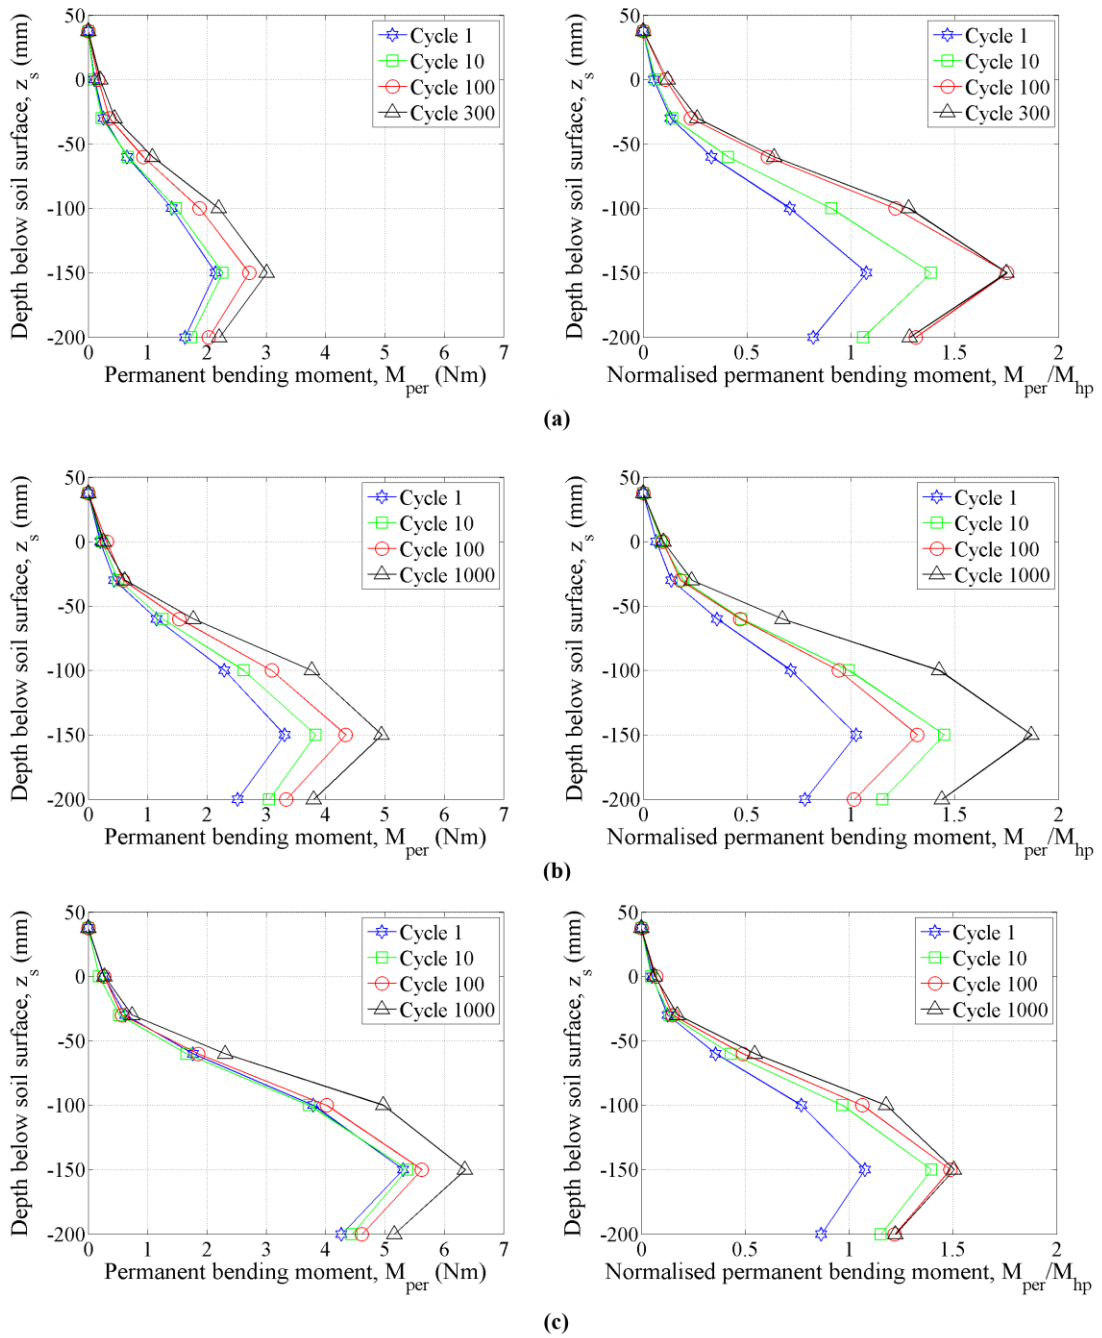 50
0
-50
-100
-150
-200
0 1 2 3 4 5 6 7
Depth below soil surface, z_s (mm)
Permanent bending moment, M_per (Nm)
Cycle 1
Cycle 10
Cycle 100
Cycle 300
50
0
-50
-100
-150
-200
0 0.5 1 1.5 2
Depth below soil surface, z_s (mm)
Normalised permanent bending moment, M_per/M_hp
Cycle 1
Cycle 10
Cycle 100
Cycle 300
(a)
50
0
-50
-100
-150
-200
0 1 2 3 4 5 6 7
Depth below soil surface, z_s (mm)
Permanent bending moment, M_per (Nm)
Cycle 1
Cycle 10
Cycle 100
Cycle 1000
50
0
-50
-100
-150
-200
0 0.5 1 1.5 2
Depth below soil surface, z_s (mm)
Normalised permanent bending moment, M_per/M_hp
Cycle 1
Cycle 10
Cycle 100
Cycle 1000
(b)
50
0
-50
-100
-150
-200
0 1 2 3 4 5 6 7
Depth below soil surface, z_s (mm)
Permanent bending moment, M_per (Nm)
Cycle 1
Cycle 10
Cycle 100
Cycle 1000
50
0
-50
-100
-150
-200
0 0.5 1 1.5 2
Depth below soil surface, z_s (mm)
Normalised permanent bending moment, M_per/M_hp
Cycle 1
Cycle 10
Cycle 100
Cycle 1000
(c)